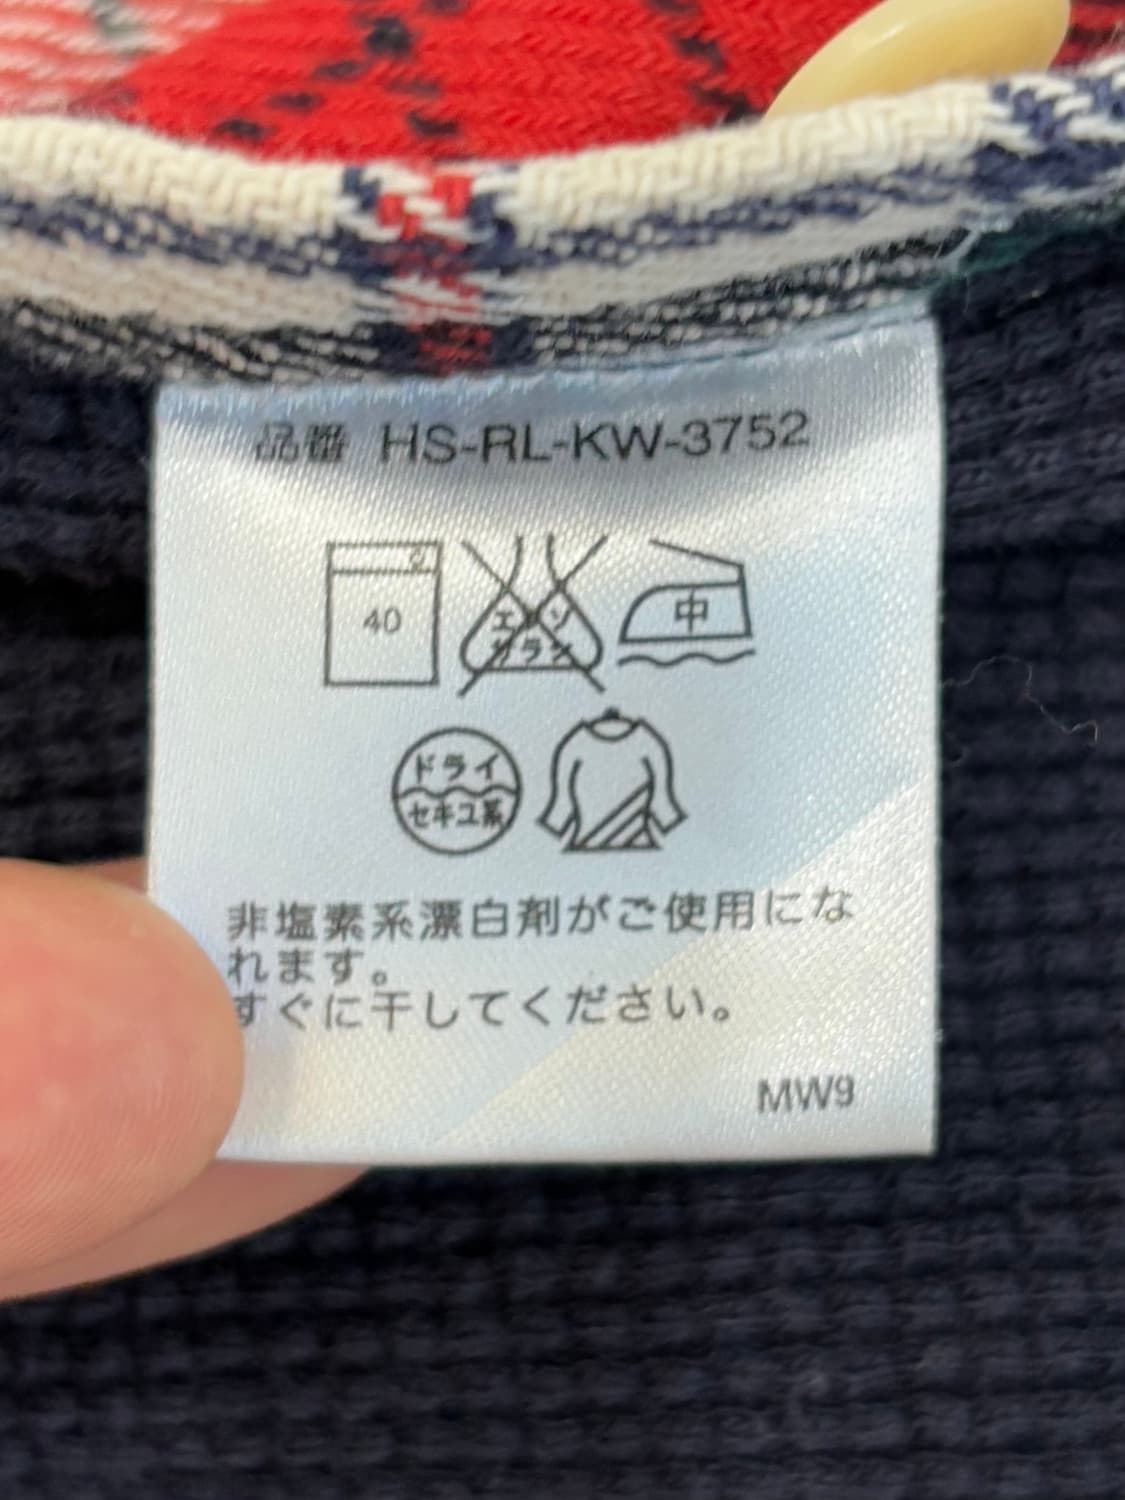 品番 HS-RL-KW-3752
40
エンソ
サラシ
中
ドライ
セキユ系
非塩素系漂白剤がご使用にな
れます。
すぐに干してください。
MW9